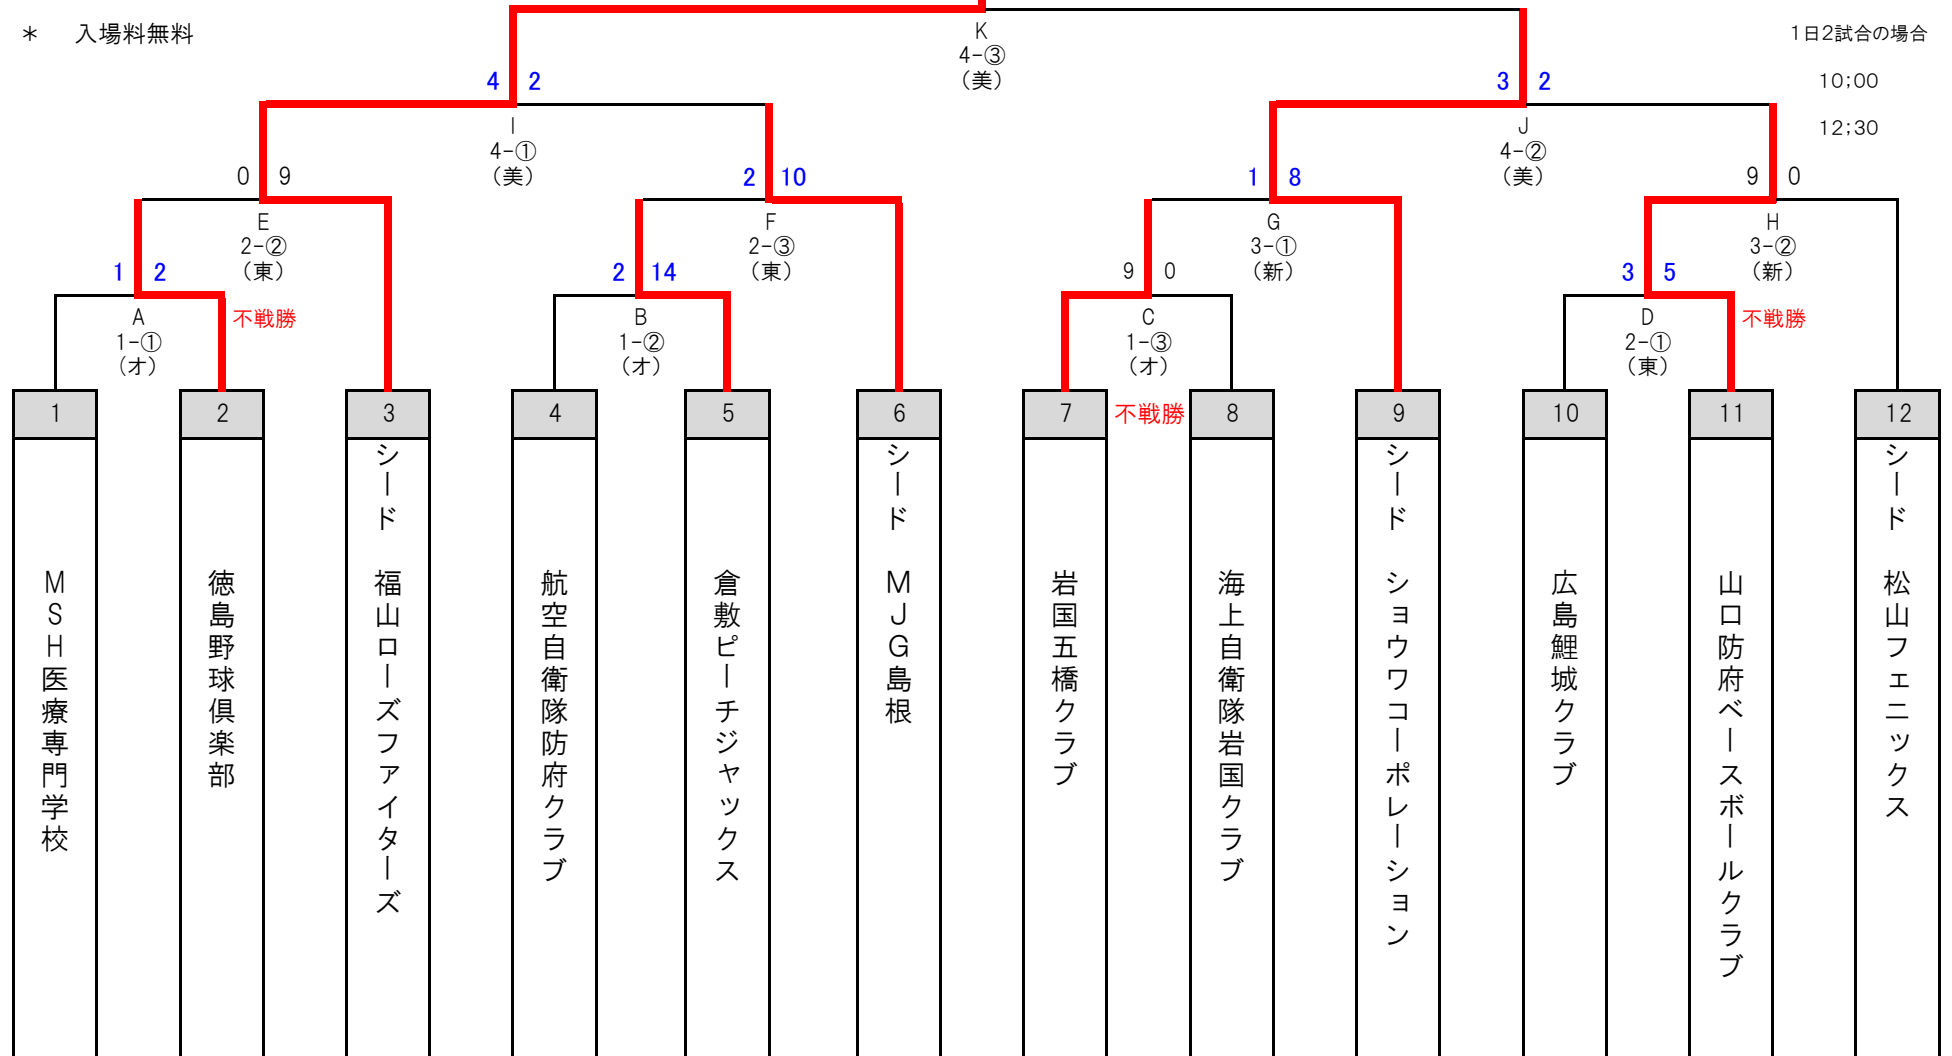 ＊　入場料無料
1日2試合の場合
10;00
12;30
K
4-③
（美）
4 2
3 2
I
4-①
（美）
J
4-②
（美）
0 9
2 10
1 8
9 0
E
2-②
（東）
F
2-③
（東）
G
3-①
（新）
H
3-②
（新）
1 2
2 14
9 0
3 5
A
1-①
（オ）
不戦勝
B
1-②
（オ）
C
1-③
（オ）
D
2-①
（東）
不戦勝
1
2
3
4
5
6
7
不戦勝
8
9
10
11
12
MSH医療専門学校
徳島野球倶楽部
シード　福山ローズファイターズ
航空自衛隊防府クラブ
倉敷ピーチジャックス
シード　MJG島根
岩国五橋クラブ
海上自衛隊岩国クラブ
シード　ショウワコーポレーション
広島鯉城クラブ
山口防府ベースボールクラブ
シード　松山フェニックス